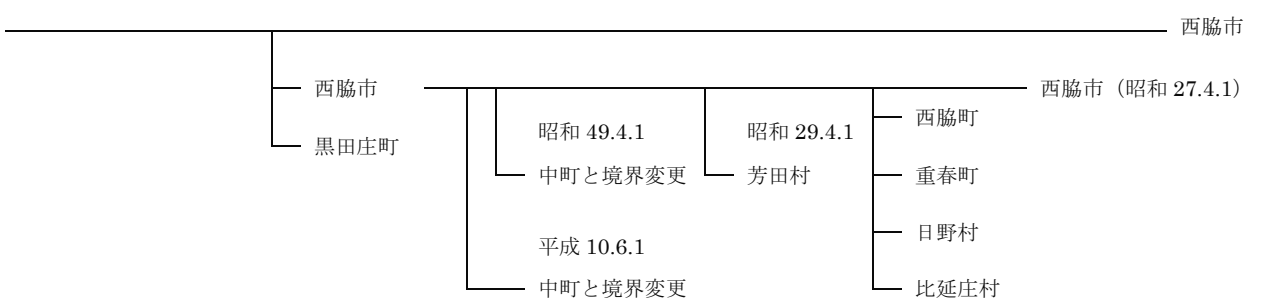 西脇市
西脇市
西脇市（昭和 27.4.1）
西脇町
昭和 49.4.1
昭和 29.4.1
黒田庄町
中町と境界変更
芳田村
重春町
日野村
平成 10.6.1
中町と境界変更
比延庄村